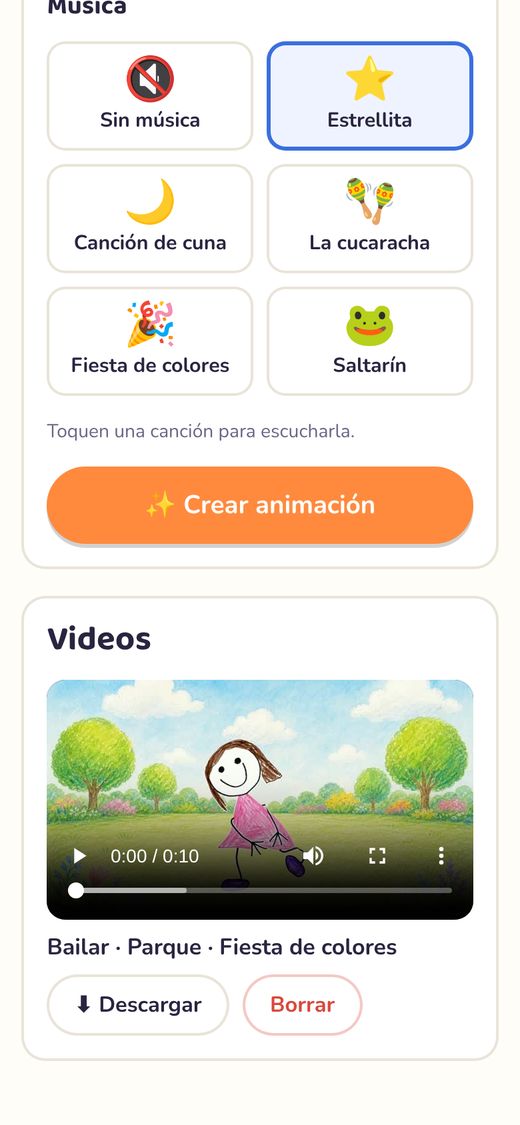 Música
Sin música
Estrellita
Canción de cuna
La cucaracha
Fiesta de colores
Saltarín
Toquen una canción para escucharla.
✨ Crear animación
Videos
0:00 / 0:10
Bailar · Parque · Fiesta de colores
⬇ Descargar
Borrar